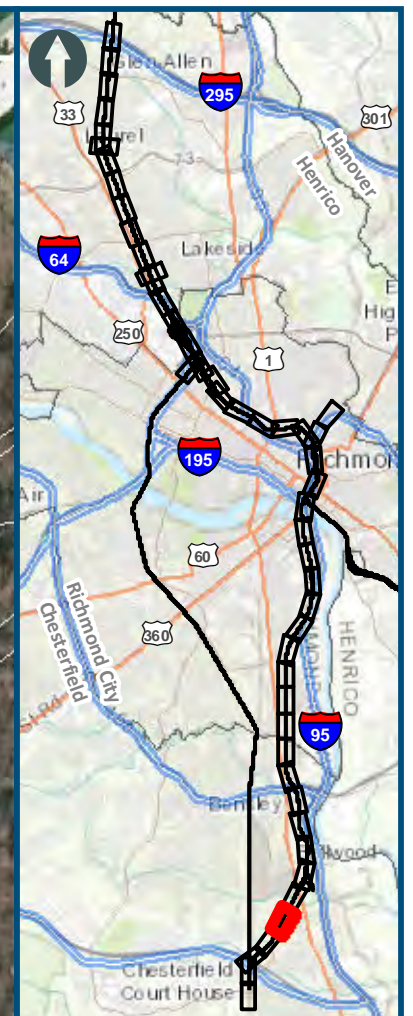 Glen Allen
295
33
301
Laurel
73
Hanover
Henrico
Lakeside
64
250
1
195
Air
60
Richmond City
Chesterfield
360
HENRICO
95
Bensley
Chesterfield
Court House